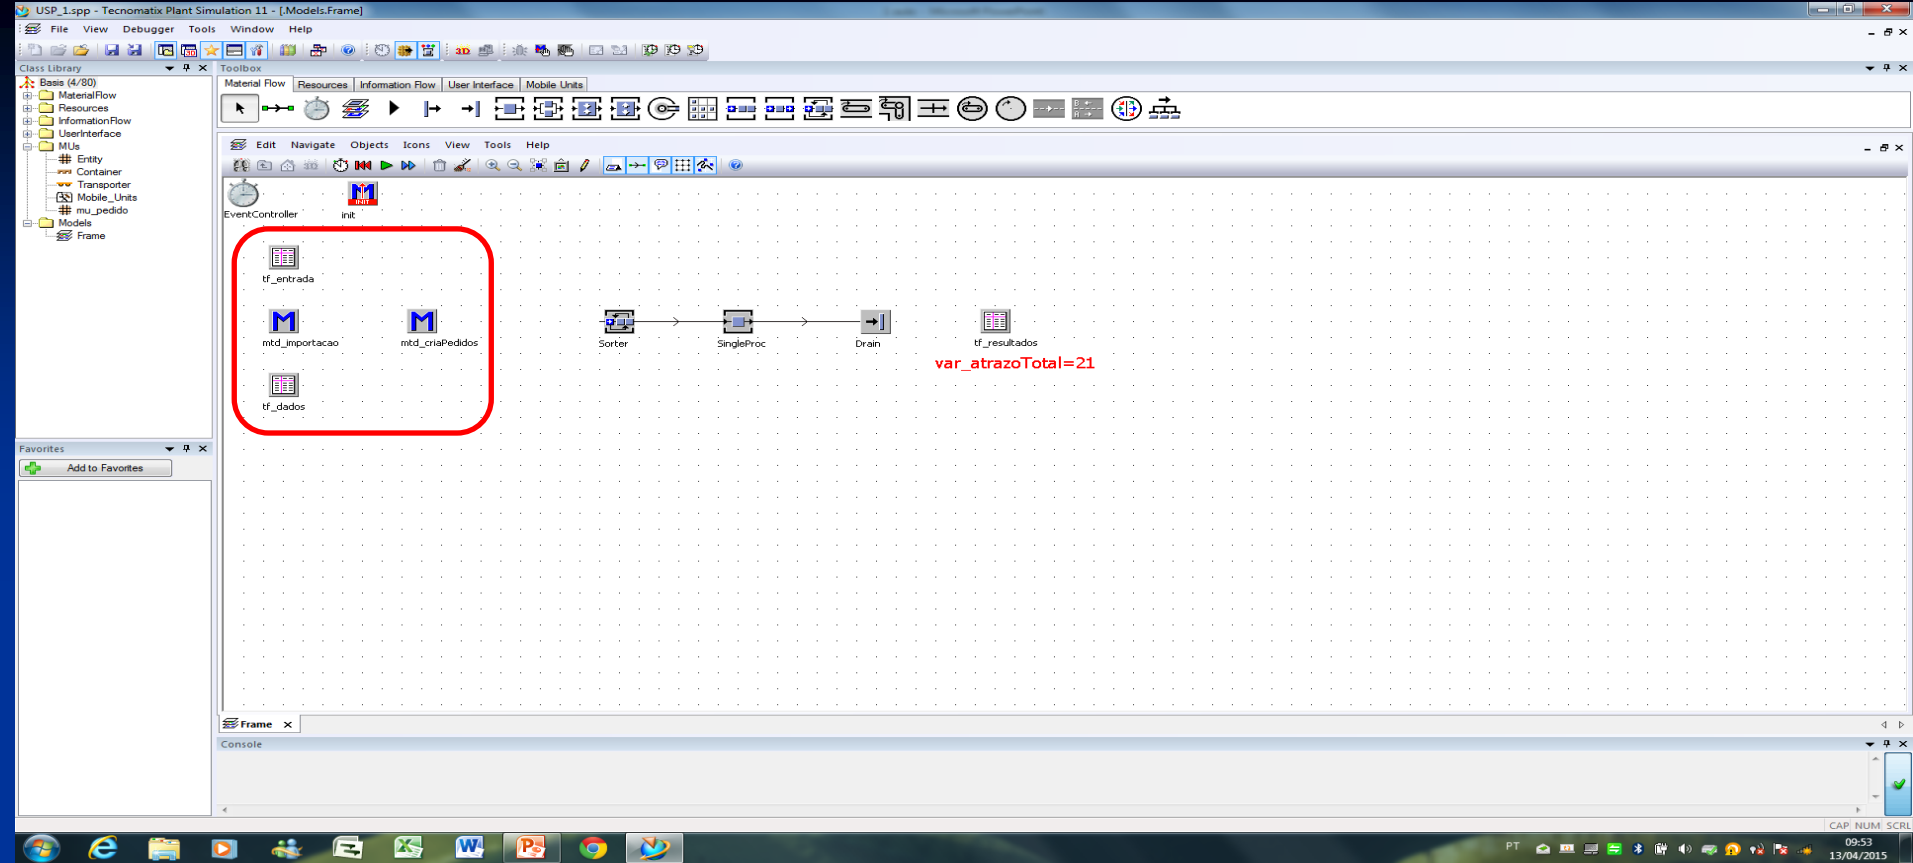 USP_1.spp - Tecnomatix Plant Simulation 11 - [.Models.Frame]
File View Debugger Tools Window Help
3D
Class Library
Toolbox
Basis (4/80)
MaterialFlow
Resources
InformationFlow
UserInterface
MUs
Entity
Container
Transporter
Mobile_Units
mu_pedido
Models
Frame
Material Flow Resources Information Flow User Interface Mobile Units
Edit Navigate Objects Icons View Tools Help
EventController
INIT
init
tf_entrada
M M
mtd_importacao mtd_criaPedidos
Sorter SingleProc Drain tf_resultados
var_atrazoTotal=21
tf_dados
Favorites
Add to Favorites
Frame
Console
CAP NUM SCRL
PT
09:53
13/04/2015